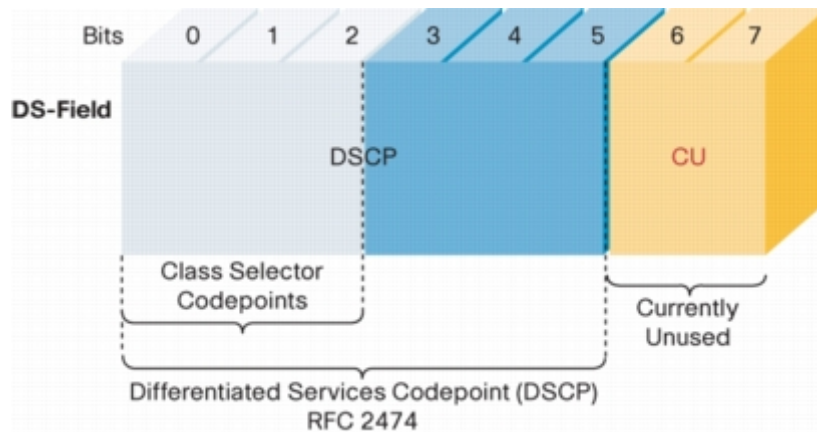 Bits 0 1 2 3 4 5 6 7
DS-Field
DSCP CU
Class Selector
Codepoints
Currently
Unused
Differentiated Services Codepoint (DSCP)
RFC 2474